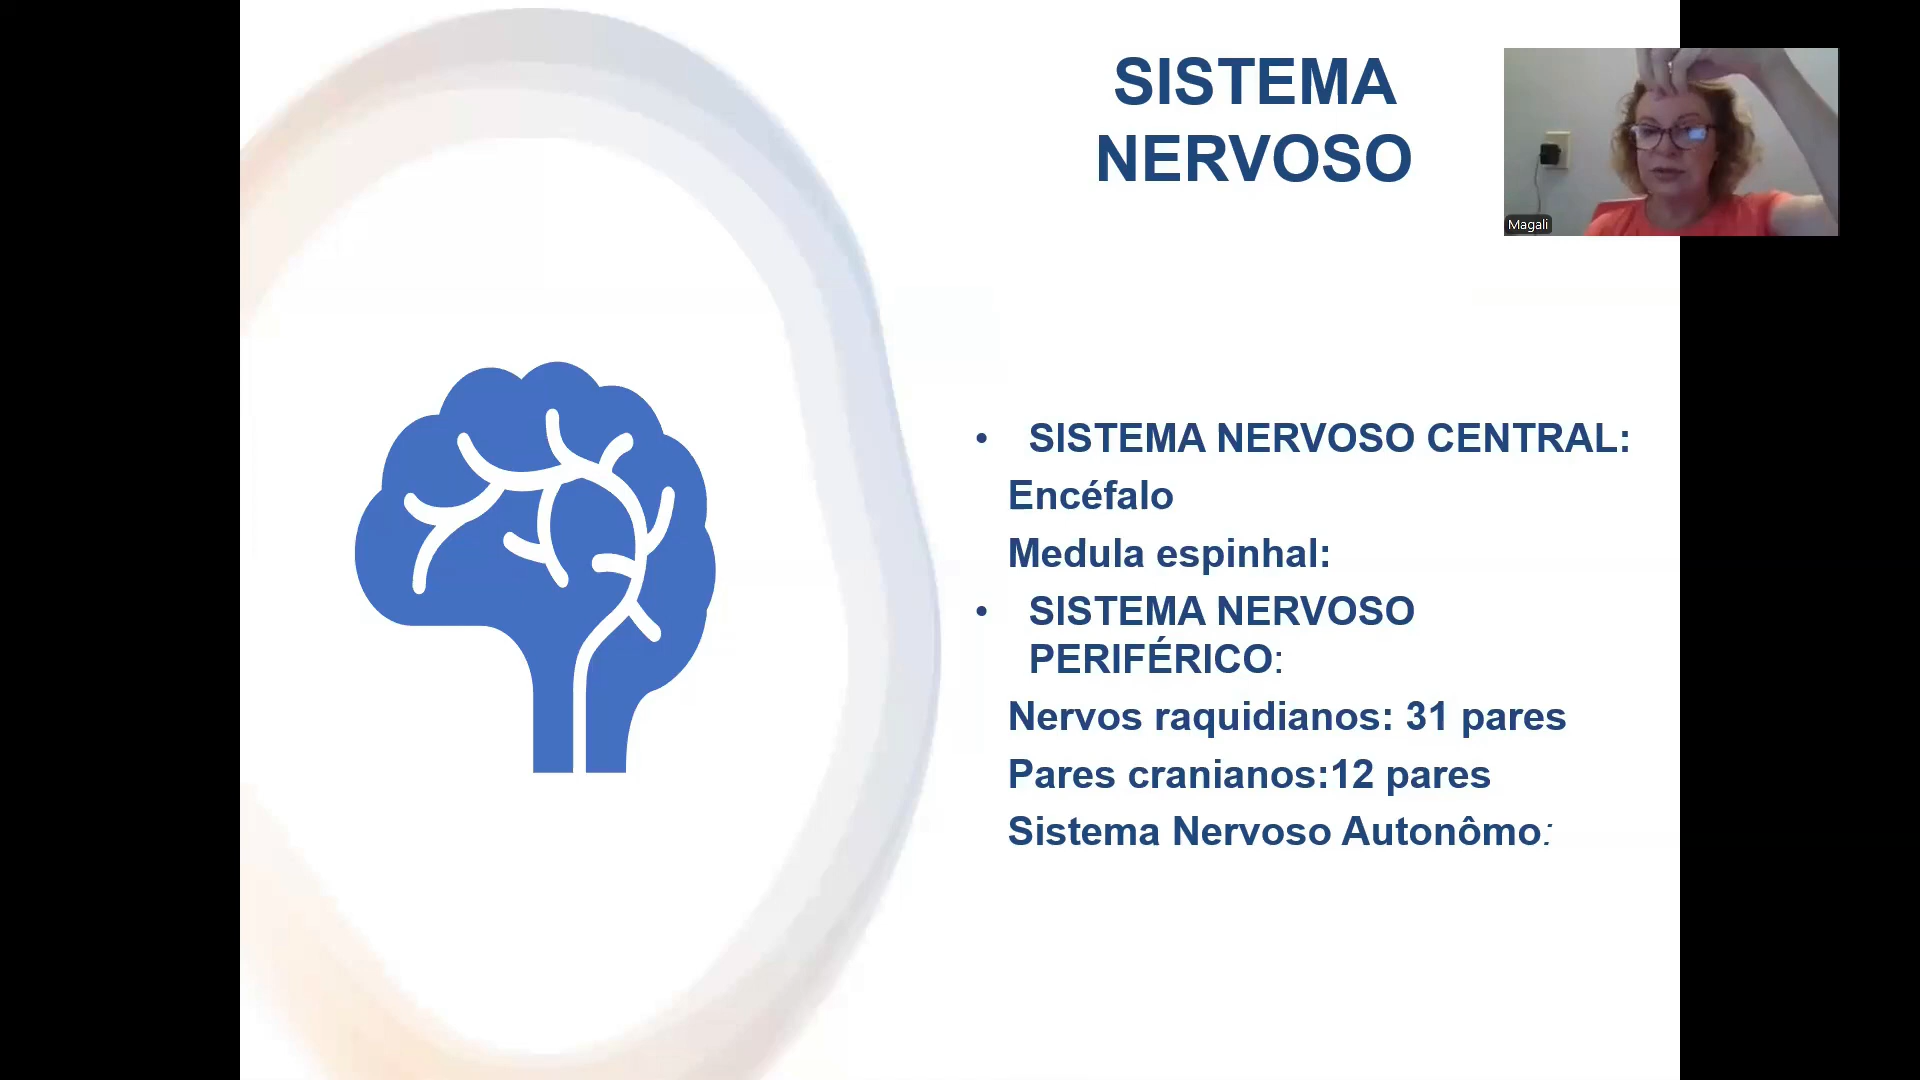 SISTEMA
NERVOSO
Magali
• SISTEMA NERVOSO CENTRAL:
Encéfalo
Medula espinhal:
• SISTEMA NERVOSO
PERIFÉRICO:
Nervos raquidianos: 31 pares
Pares cranianos:12 pares
Sistema Nervoso Autonômo: